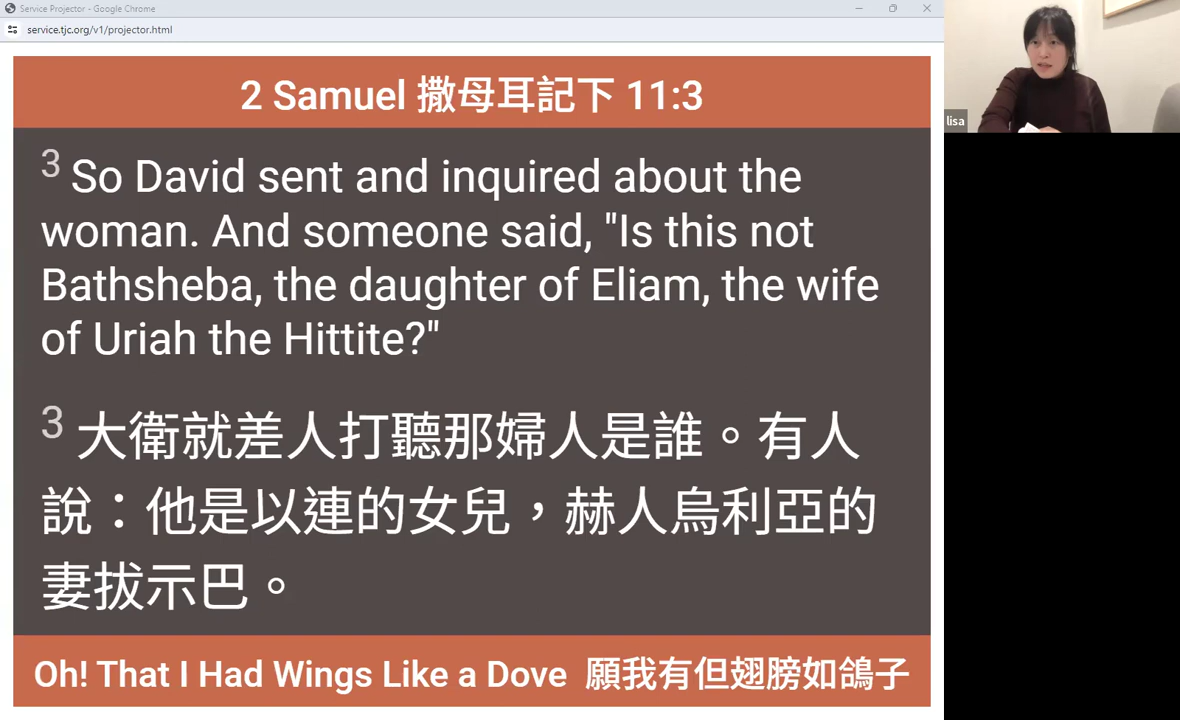 Service Projector - Google Chrome
service.tjc.org/v1/projector.html
2 Samuel 撒母耳記下 11:3
3 So David sent and inquired about the
woman. And someone said, "Is this not
Bathsheba, the daughter of Eliam, the wife
of Uriah the Hittite?"
3 大衛就差人打聽那婦人是誰。有人
說：他是以連的女兒，赫人烏利亞的
妻拔示巴。
Oh! That I Had Wings Like a Dove 願我有但翅膀如鴿子
lisa